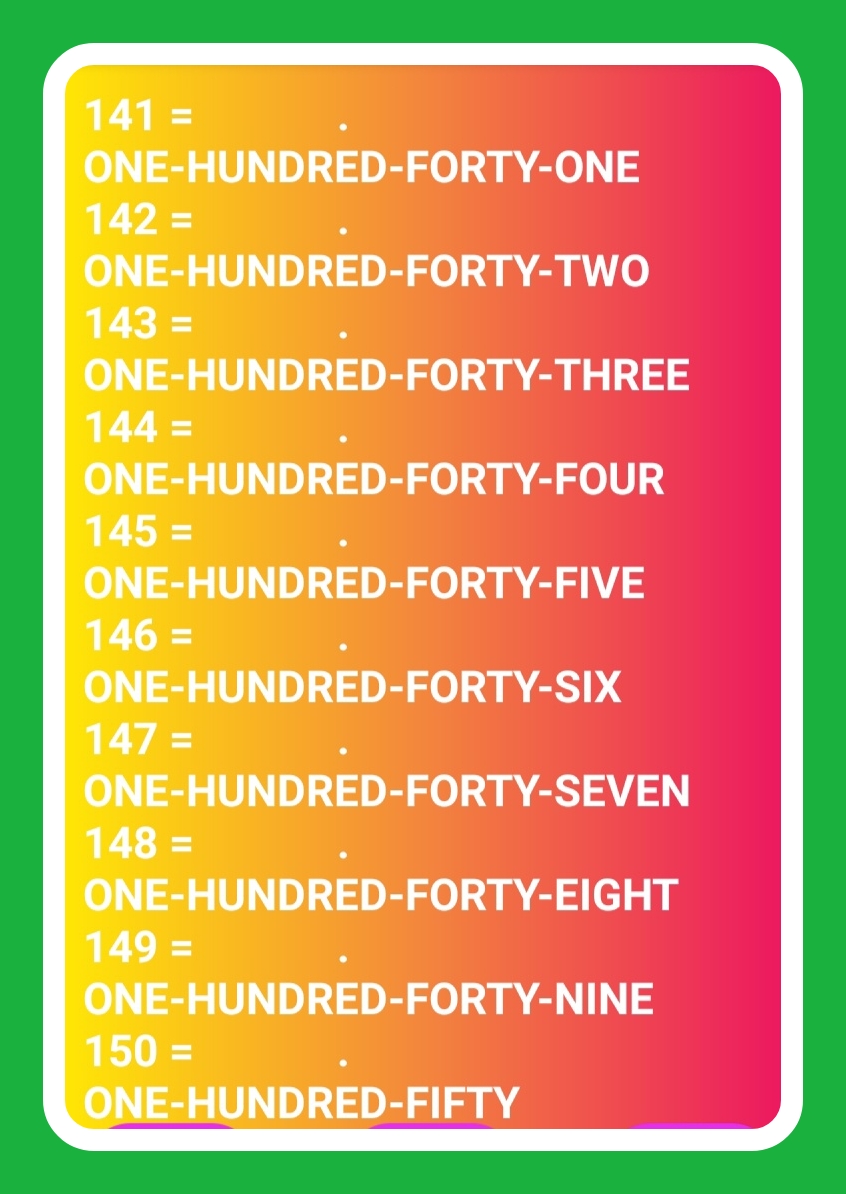 141 = .
ONE-HUNDRED-FORTY-ONE
142 = .
ONE-HUNDRED-FORTY-TWO
143 = .
ONE-HUNDRED-FORTY-THREE
144 = .
ONE-HUNDRED-FORTY-FOUR
145 = .
ONE-HUNDRED-FORTY-FIVE
146 = .
ONE-HUNDRED-FORTY-SIX
147 = .
ONE-HUNDRED-FORTY-SEVEN
148 = .
ONE-HUNDRED-FORTY-EIGHT
149 = .
ONE-HUNDRED-FORTY-NINE
150 = .
ONE-HUNDRED-FIFTY